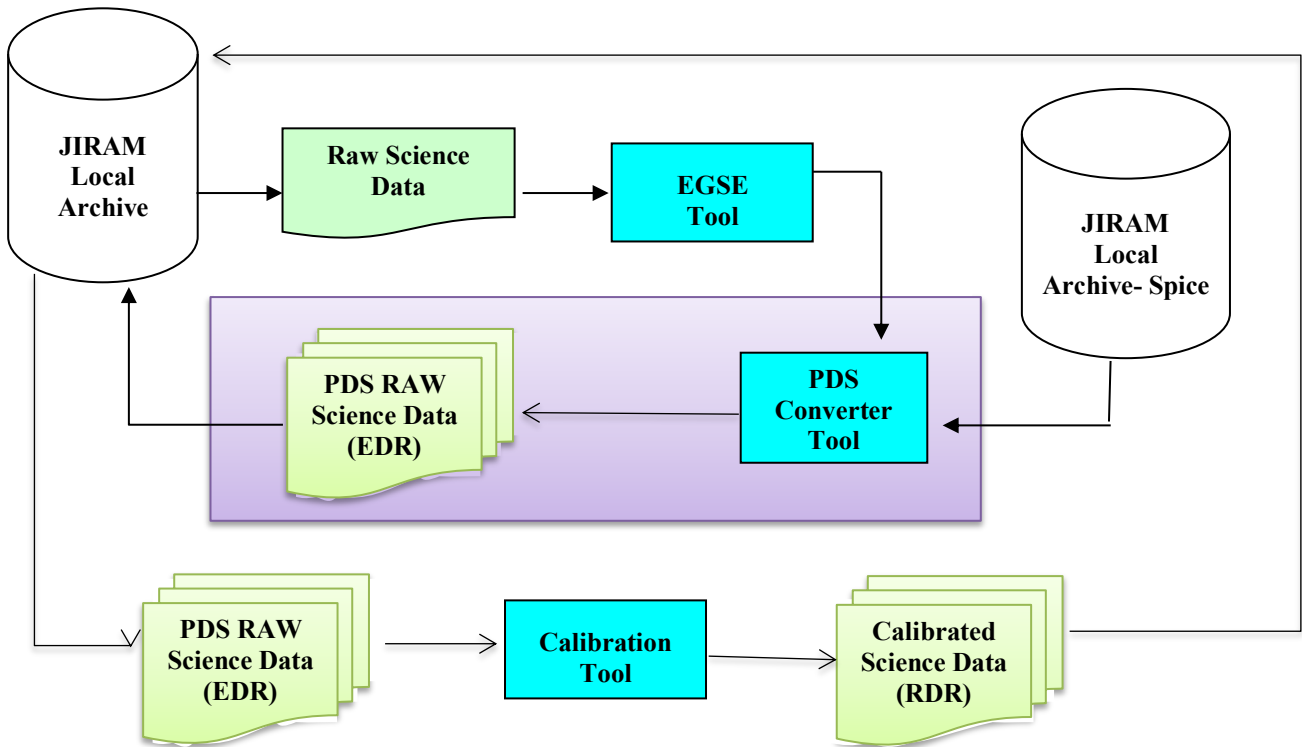 JIRAM
Local
Archive
Raw Science
Data
EGSE
Tool
JIRAM
Local
Archive- Spice
PDS RAW
Science Data
(EDR)
PDS
Converter
Tool
PDS RAW
Science Data
(EDR)
Calibration
Tool
Calibrated
Science Data
(RDR)